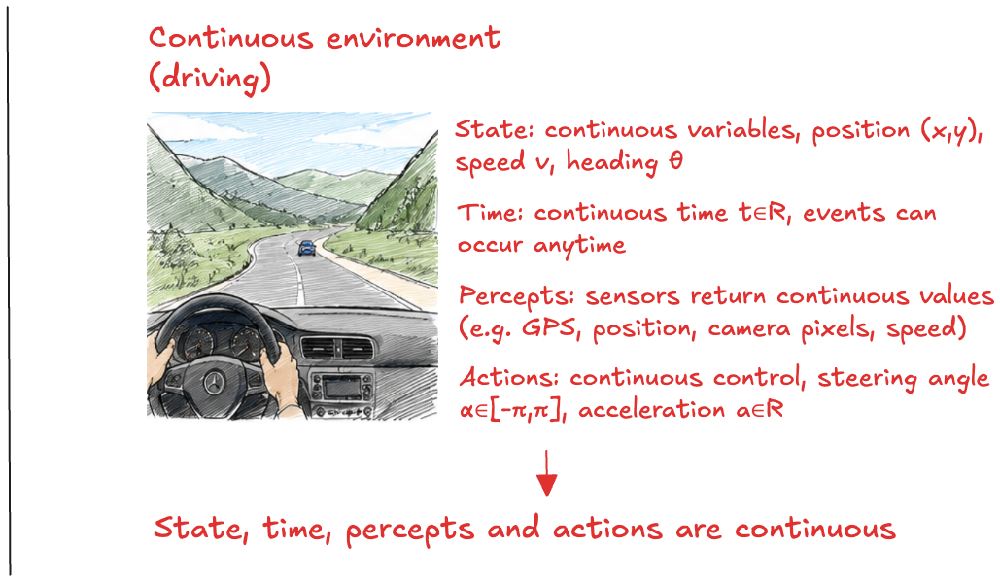 Continuous environment
(driving)
State: continuous variables, position (x,y),
speed v, heading θ
Time: continuous time t∈R, events can
occur anytime
Percepts: sensors return continuous values
(e.g. GPS, position, camera pixels, speed)
Actions: continuous control, steering angle
α∈[-π,π], acceleration a∈R
State, time, percepts and actions are continuous